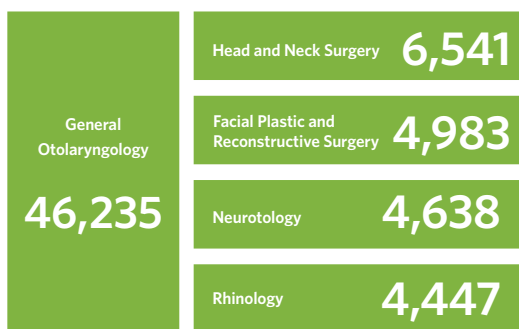 General
Otolaryngology
46,235
Head and Neck Surgery 6,541
Facial Plastic and
Reconstructive Surgery 4,983
Neurotology 4,638
Rhinology 4,447